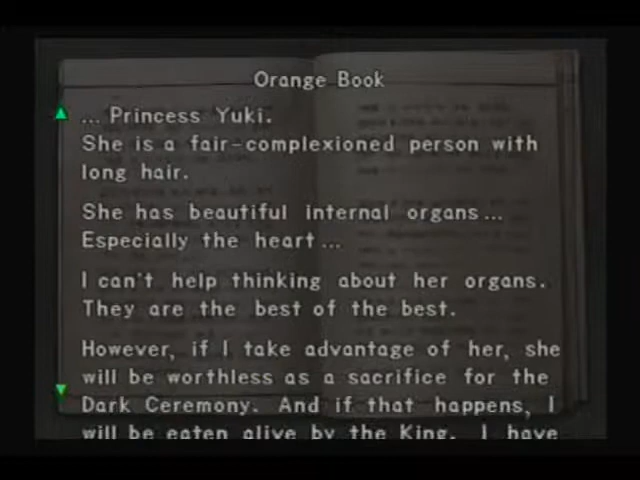 Orange Book
... Princess Yuki.
She is a fair-complexioned person with
long hair.
She has beautiful internal organs ...
Especially the heart ...
I can't help thinking about her organs.
They are the best of the best.
However, if I take advantage of her, she
will be worthless as a sacrifice for the
Dark Ceremony. And if that happens, I
will be eaten alive by the King. I have